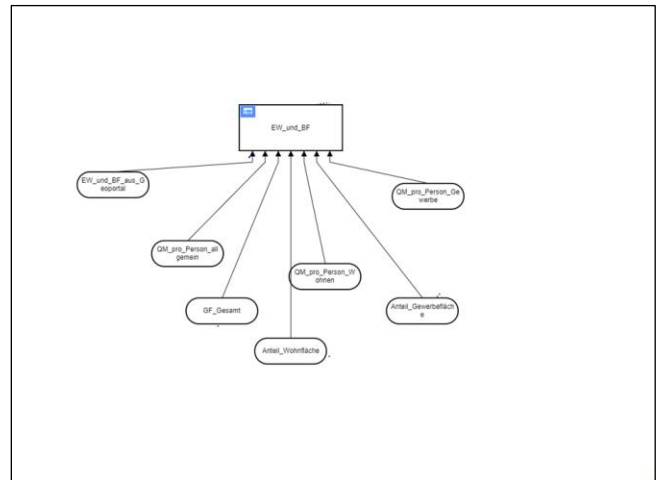 EW_und_BF
EW_und_BF_aus_G
eoportal
QM_pro_Person_Ge
werbe
QM_pro_Person_all
gemein
QM_pro_Person_W
ohnen
GF_Gesamt
Anteil_Gewerbefläch
e
Anteil_Wohnfläche